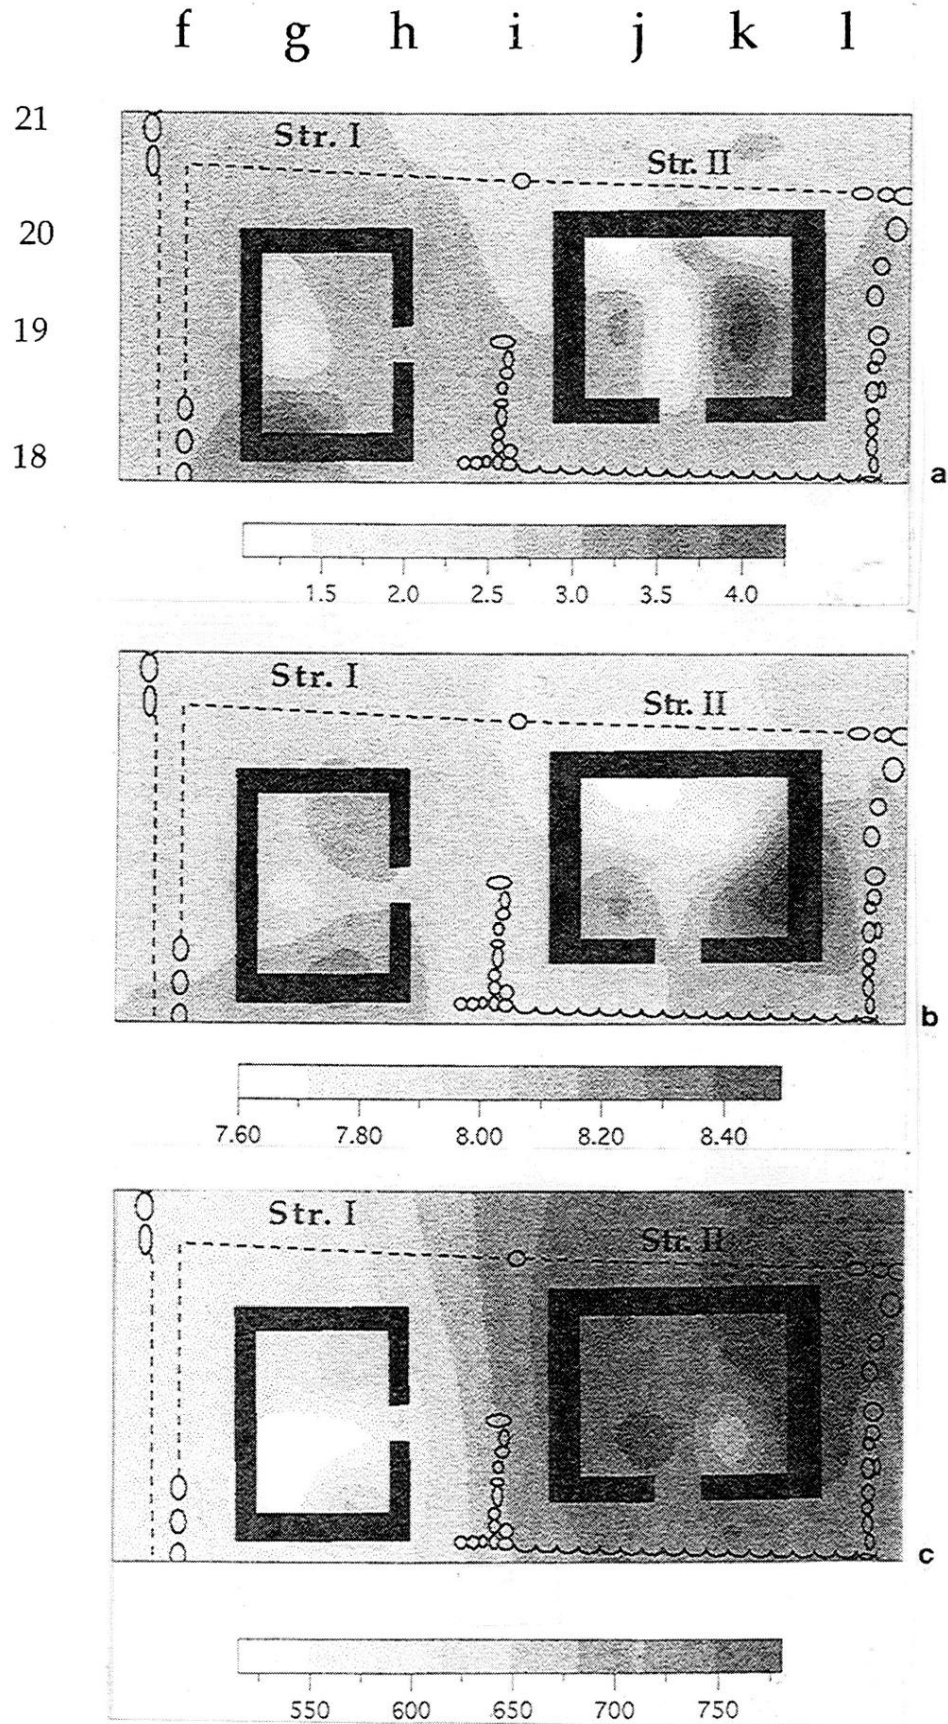 f g h i j k l
21
Str. I
Str. II
20
19
18
a
1.5 2.0 2.5 3.0 3.5 4.0
Str. I
Str. II
b
7.60 7.80 8.00 8.20 8.40
Str. I
Str. II
c
550 600 650 700 750